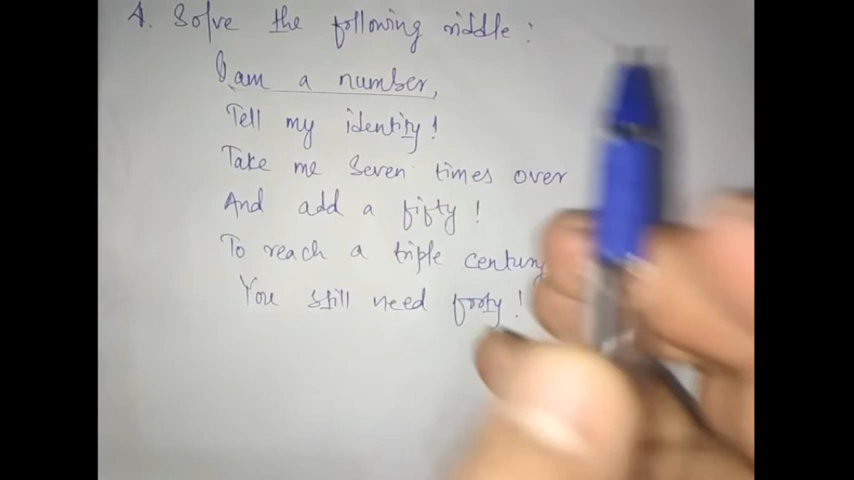 4. Solve the following riddle :
I am a number,
Tell my identity!
Take me seven times over
And add a fifty!
To reach a triple century
You still need forty!